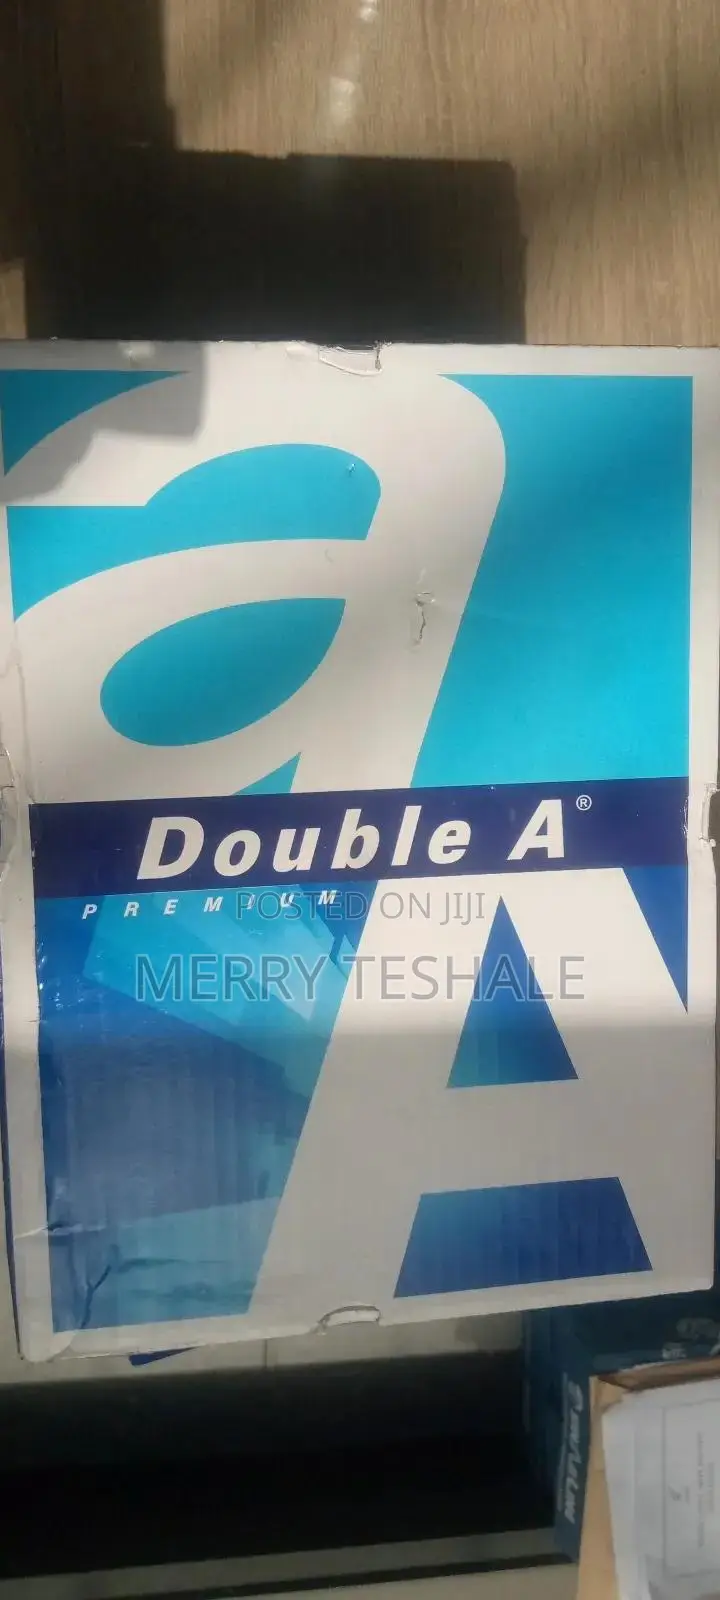 a
Double A®
PREMIUM
POSTED ON JIJI
MERRY TESHALE
A